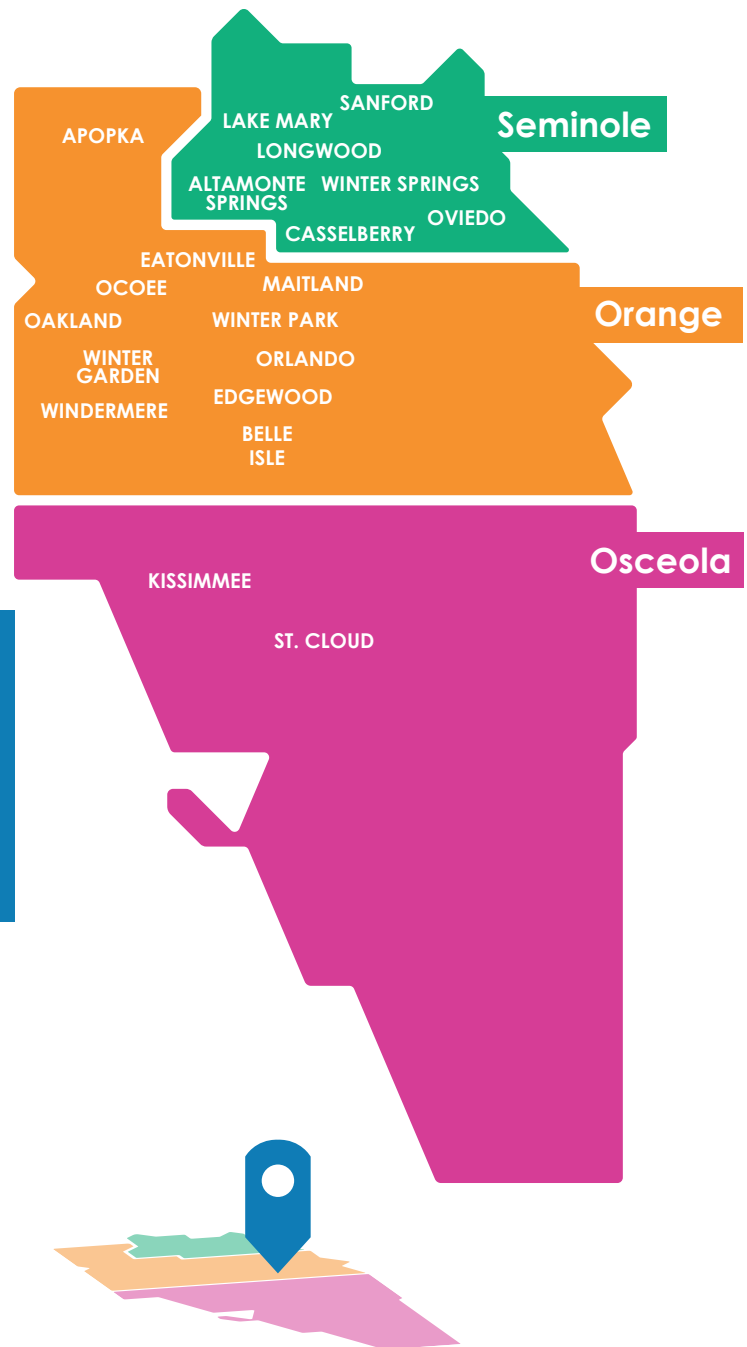 SANFORD
LAKE MARY
Seminole
APOPKA
LONGWOOD
ALTAMONTE
SPRINGS
WINTER SPRINGS
OVIEDO
CASSELBERRY
EATONVILLE
OCOEE
MAITLAND
Orange
OAKLAND
WINTER PARK
WINTER
GARDEN
ORLANDO
EDGEWOOD
WINDERMERE
BELLE
ISLE
Osceola
KISSIMMEE
ST. CLOUD